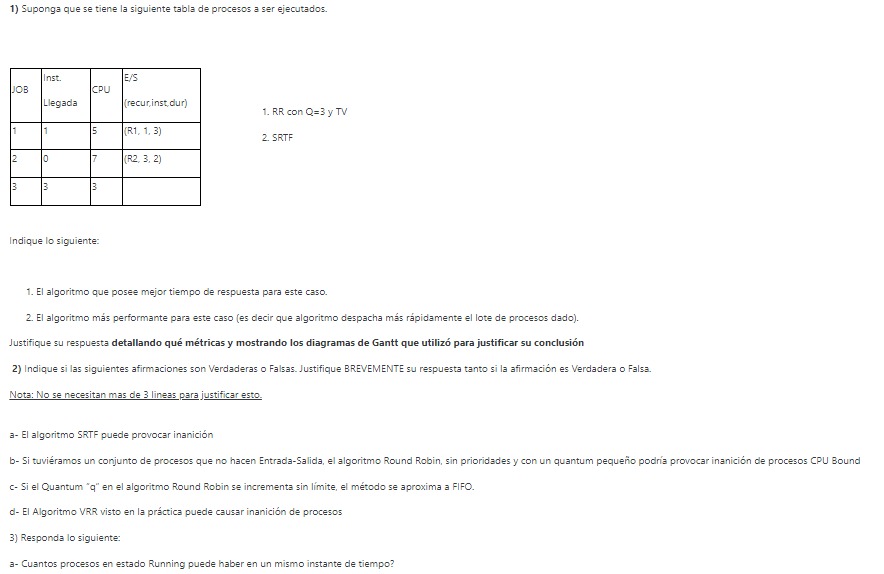 1) Suponga que se tiene la siguiente tabla de procesos a ser ejecutados.
JOB Inst. Llegada CPU E/S (recur,inst,dur)
1 1 5 (R1, 1, 3)
2 0 7 (R2, 3, 2)
3 3 3
1. RR con Q=3 y TV
2. SRTF
Indique lo siguiente:
1. El algoritmo que posee mejor tiempo de respuesta para este caso.
2. El algoritmo más performante para este caso (es decir que algoritmo despacha más rápidamente el lote de procesos dado).
Justifique su respuesta detallando qué métricas y mostrando los diagramas de Gantt que utilizó para justificar su conclusión
2) Indique si las siguientes afirmaciones son Verdaderas o Falsas. Justifique BREVEMENTE su respuesta tanto si la afirmación es Verdadera o Falsa.
Nota: No se necesitan mas de 3 lineas para justificar esto.
a- El algoritmo SRTF puede provocar inanición
b- Si tuviéramos un conjunto de procesos que no hacen Entrada-Salida, el algoritmo Round Robin, sin prioridades y con un quantum pequeño podría provocar inanición de procesos CPU Bound
c- Si el Quantum "q" en el algoritmo Round Robin se incrementa sin límite, el método se aproxima a FIFO.
d- El Algoritmo VRR visto en la práctica puede causar inanición de procesos
3) Responda lo siguiente:
a- Cuantos procesos en estado Running puede haber en un mismo instante de tiempo?